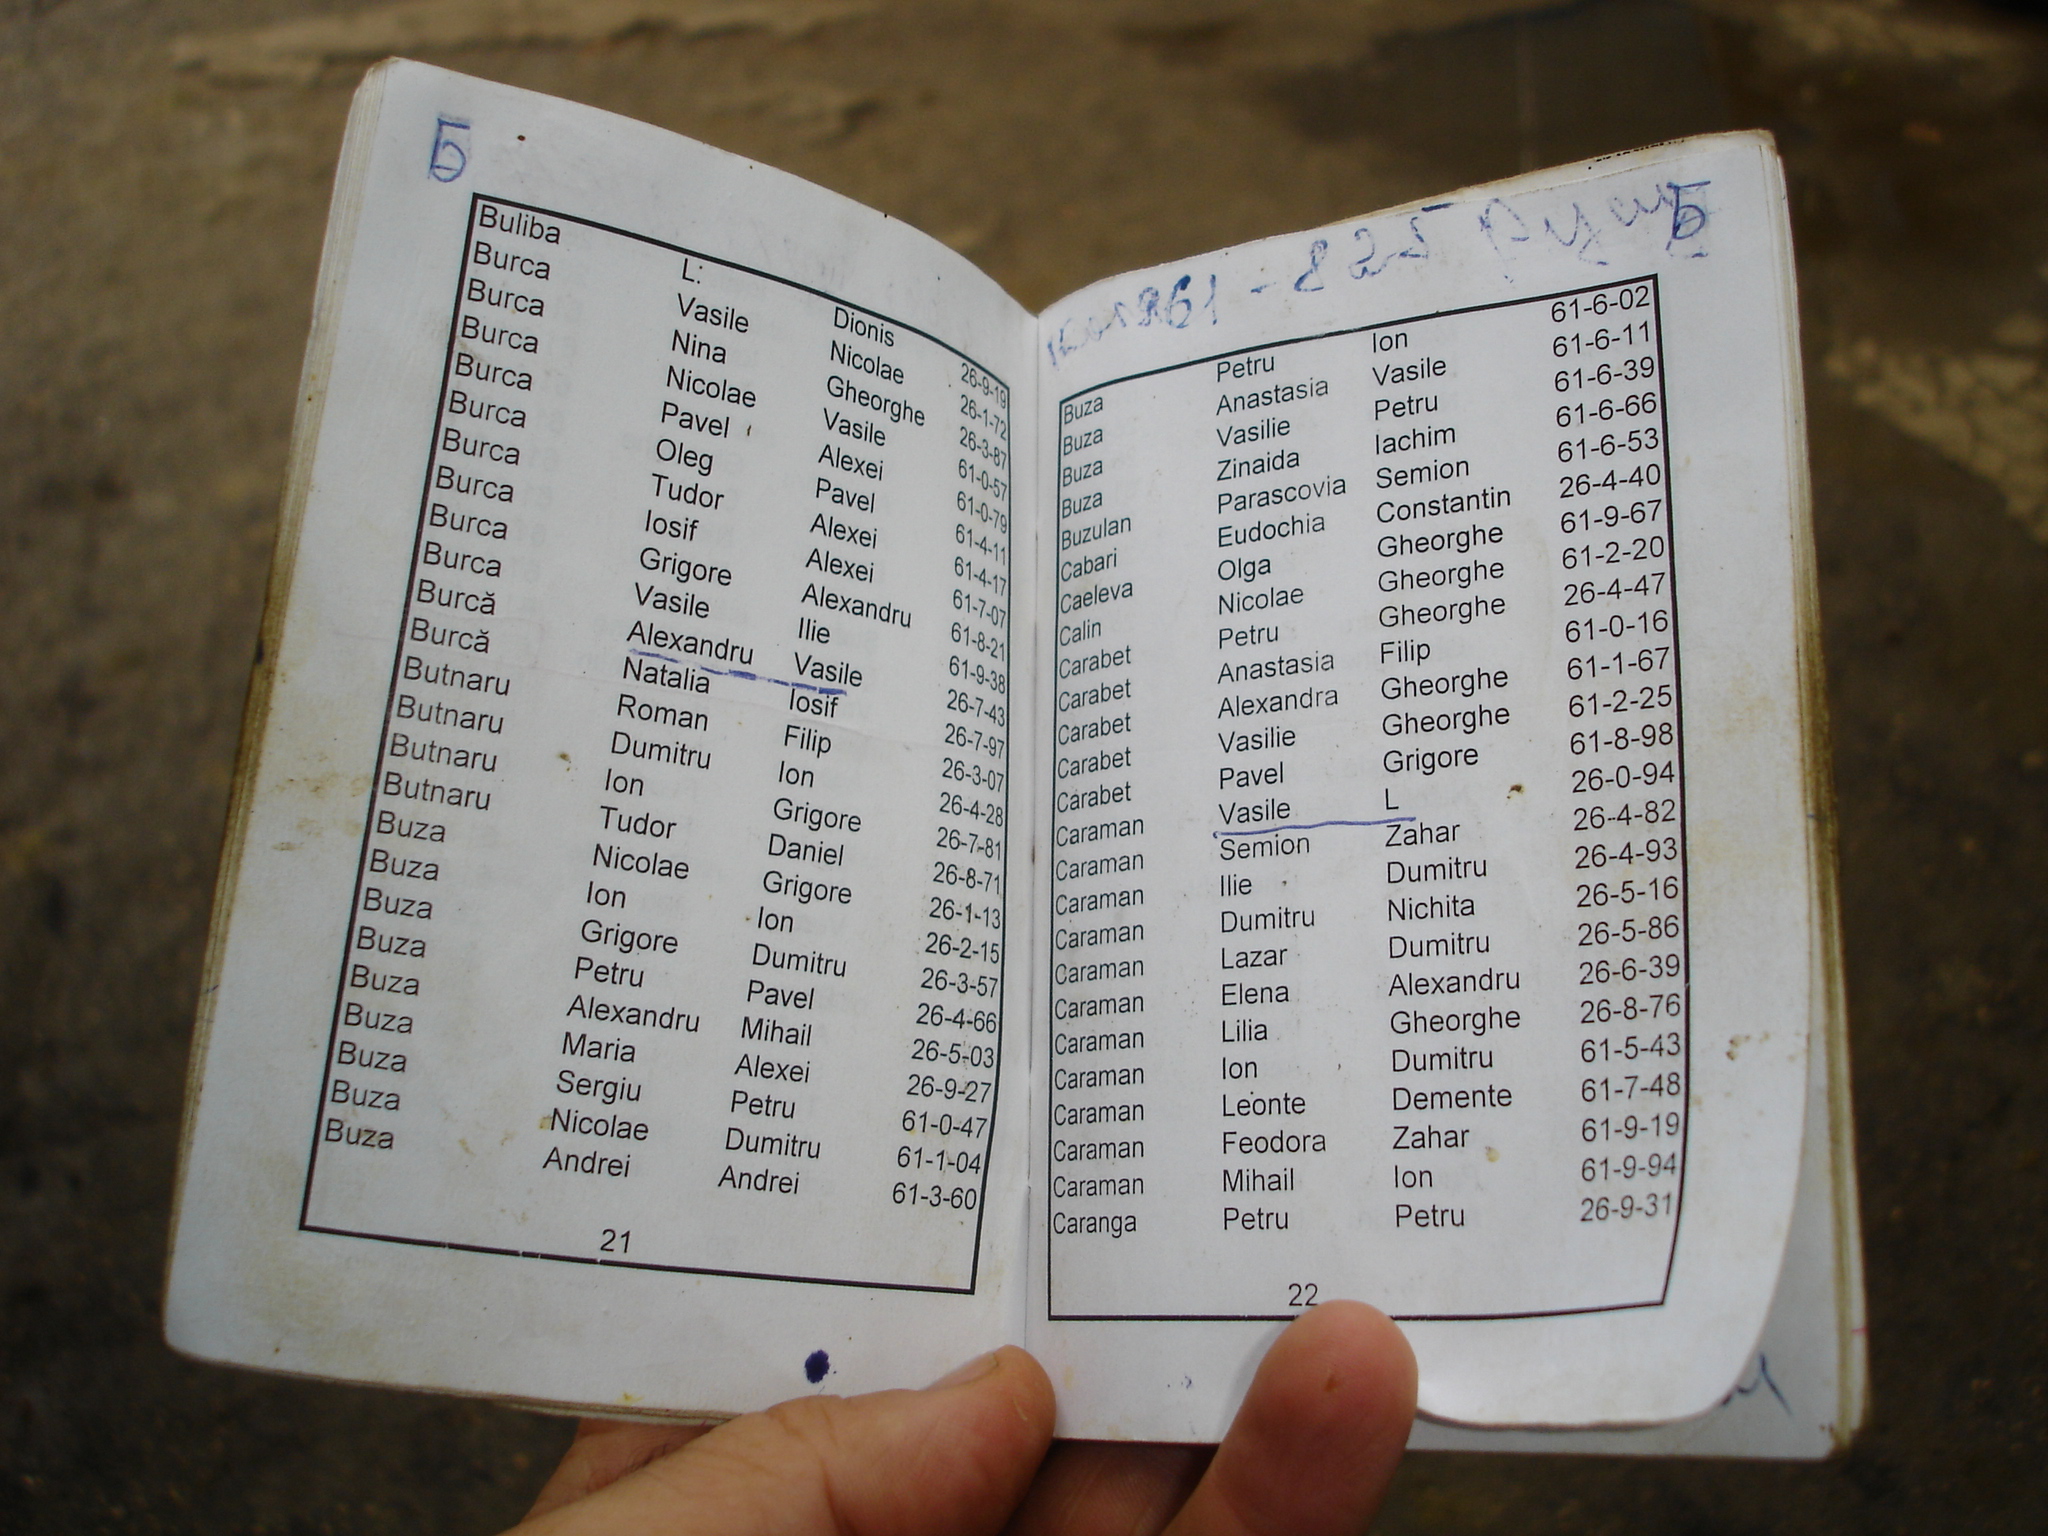 Б
Buliba L: Dionis 26-9-19
Burca Vasile Nicolae 26-1-72
Burca Nina Gheorghe 26-3-87
Burca Nicolae Vasile 61-0-57
Burca Pavel Alexei 61-0-79
Burca Oleg Pavel 61-4-11
Burca Tudor Alexei 61-4-17
Burca Iosif Alexei 61-7-07
Burca Grigore Alexandru 61-8-21
Burca Vasile Ilie 61-9-38
Burcă Alexandru Vasile 26-7-43
Burcă Natalia Iosif 26-7-97
Butnaru Roman Filip 26-3-07
Butnaru Dumitru Ion 26-4-28
Butnaru Ion Grigore 26-7-81
Butnaru Tudor Daniel 26-8-71
Buza Nicolae Grigore 26-1-13
Buza Ion Ion 26-2-15
Buza Grigore Dumitru 26-3-57
Buza Petru Pavel 26-4-66
Buza Alexandru Mihail 26-5-03
Buza Maria Alexei 26-9-27
Buza Sergiu Petru 61-0-47
Buza Nicolae Dumitru 61-1-04
Buza Andrei Andrei 61-3-60
21
61-825 Б
Buza Petru Ion 61-6-02
Buza Anastasia Vasile 61-6-11
Buza Vasilie Petru 61-6-39
Buza Zinaida Iachim 61-6-66
Buzulan Parascovia Semion 61-6-53
Cabari Eudochia Constantin 26-4-40
Caeleva Olga Gheorghe 61-9-67
Calin Nicolae Gheorghe 61-2-20
Carabet Petru Gheorghe 26-4-47
Carabet Anastasia Filip 61-0-16
Carabet Alexandra Gheorghe 61-1-67
Carabet Vasilie Gheorghe 61-2-25
Carabet Pavel Grigore 61-8-98
Caraman Vasile L 26-0-94
Caraman Semion Zahar 26-4-82
Caraman Ilie Dumitru 26-4-93
Caraman Dumitru Nichita 26-5-16
Caraman Lazar Dumitru 26-5-86
Caraman Elena Alexandru 26-6-39
Caraman Lilia Gheorghe 26-8-76
Caraman Ion Dumitru 61-5-43
Caraman Leonte Demente 61-7-48
Caraman Feodora Zahar 61-9-19
Caraman Mihail Ion 61-9-94
Caranga Petru Petru 26-9-31
22